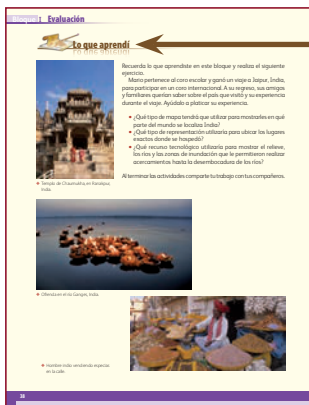 Bloque I Evaluación
Lo que aprendí
Recuerda lo que aprendiste en este bloque y realiza el siguiente
ejercicio.
Mario pertenece al coro escolar y ganó un viaje a Jaipur, India,
para participar en un coro internacional. A su regreso, sus amigos
y familiares querían saber sobre el país que visitó y su experiencia
durante el viaje. Ayúdalo a platicar su experiencia.
¿Qué tipo de mapa tendrá que utilizar para mostrarles en qué
parte del mundo se localiza India?
¿Qué tipo de representación utilizaría para ubicar los lugares
exactos donde se hospedó?
¿Qué recurso tecnológico utilizaría para mostrar el relieve,
los ríos y las zonas de inundación que le permitieron realizar
acercamientos hasta la desembocadura de los ríos?
Al terminar las actividades comparte tu trabajo con tus compañeros.
Templo de Chaumukha, en Ranakpur,
India.
Ofrenda en el río Ganges, India.
Hombre indio vendiendo especias
en la calle.
38